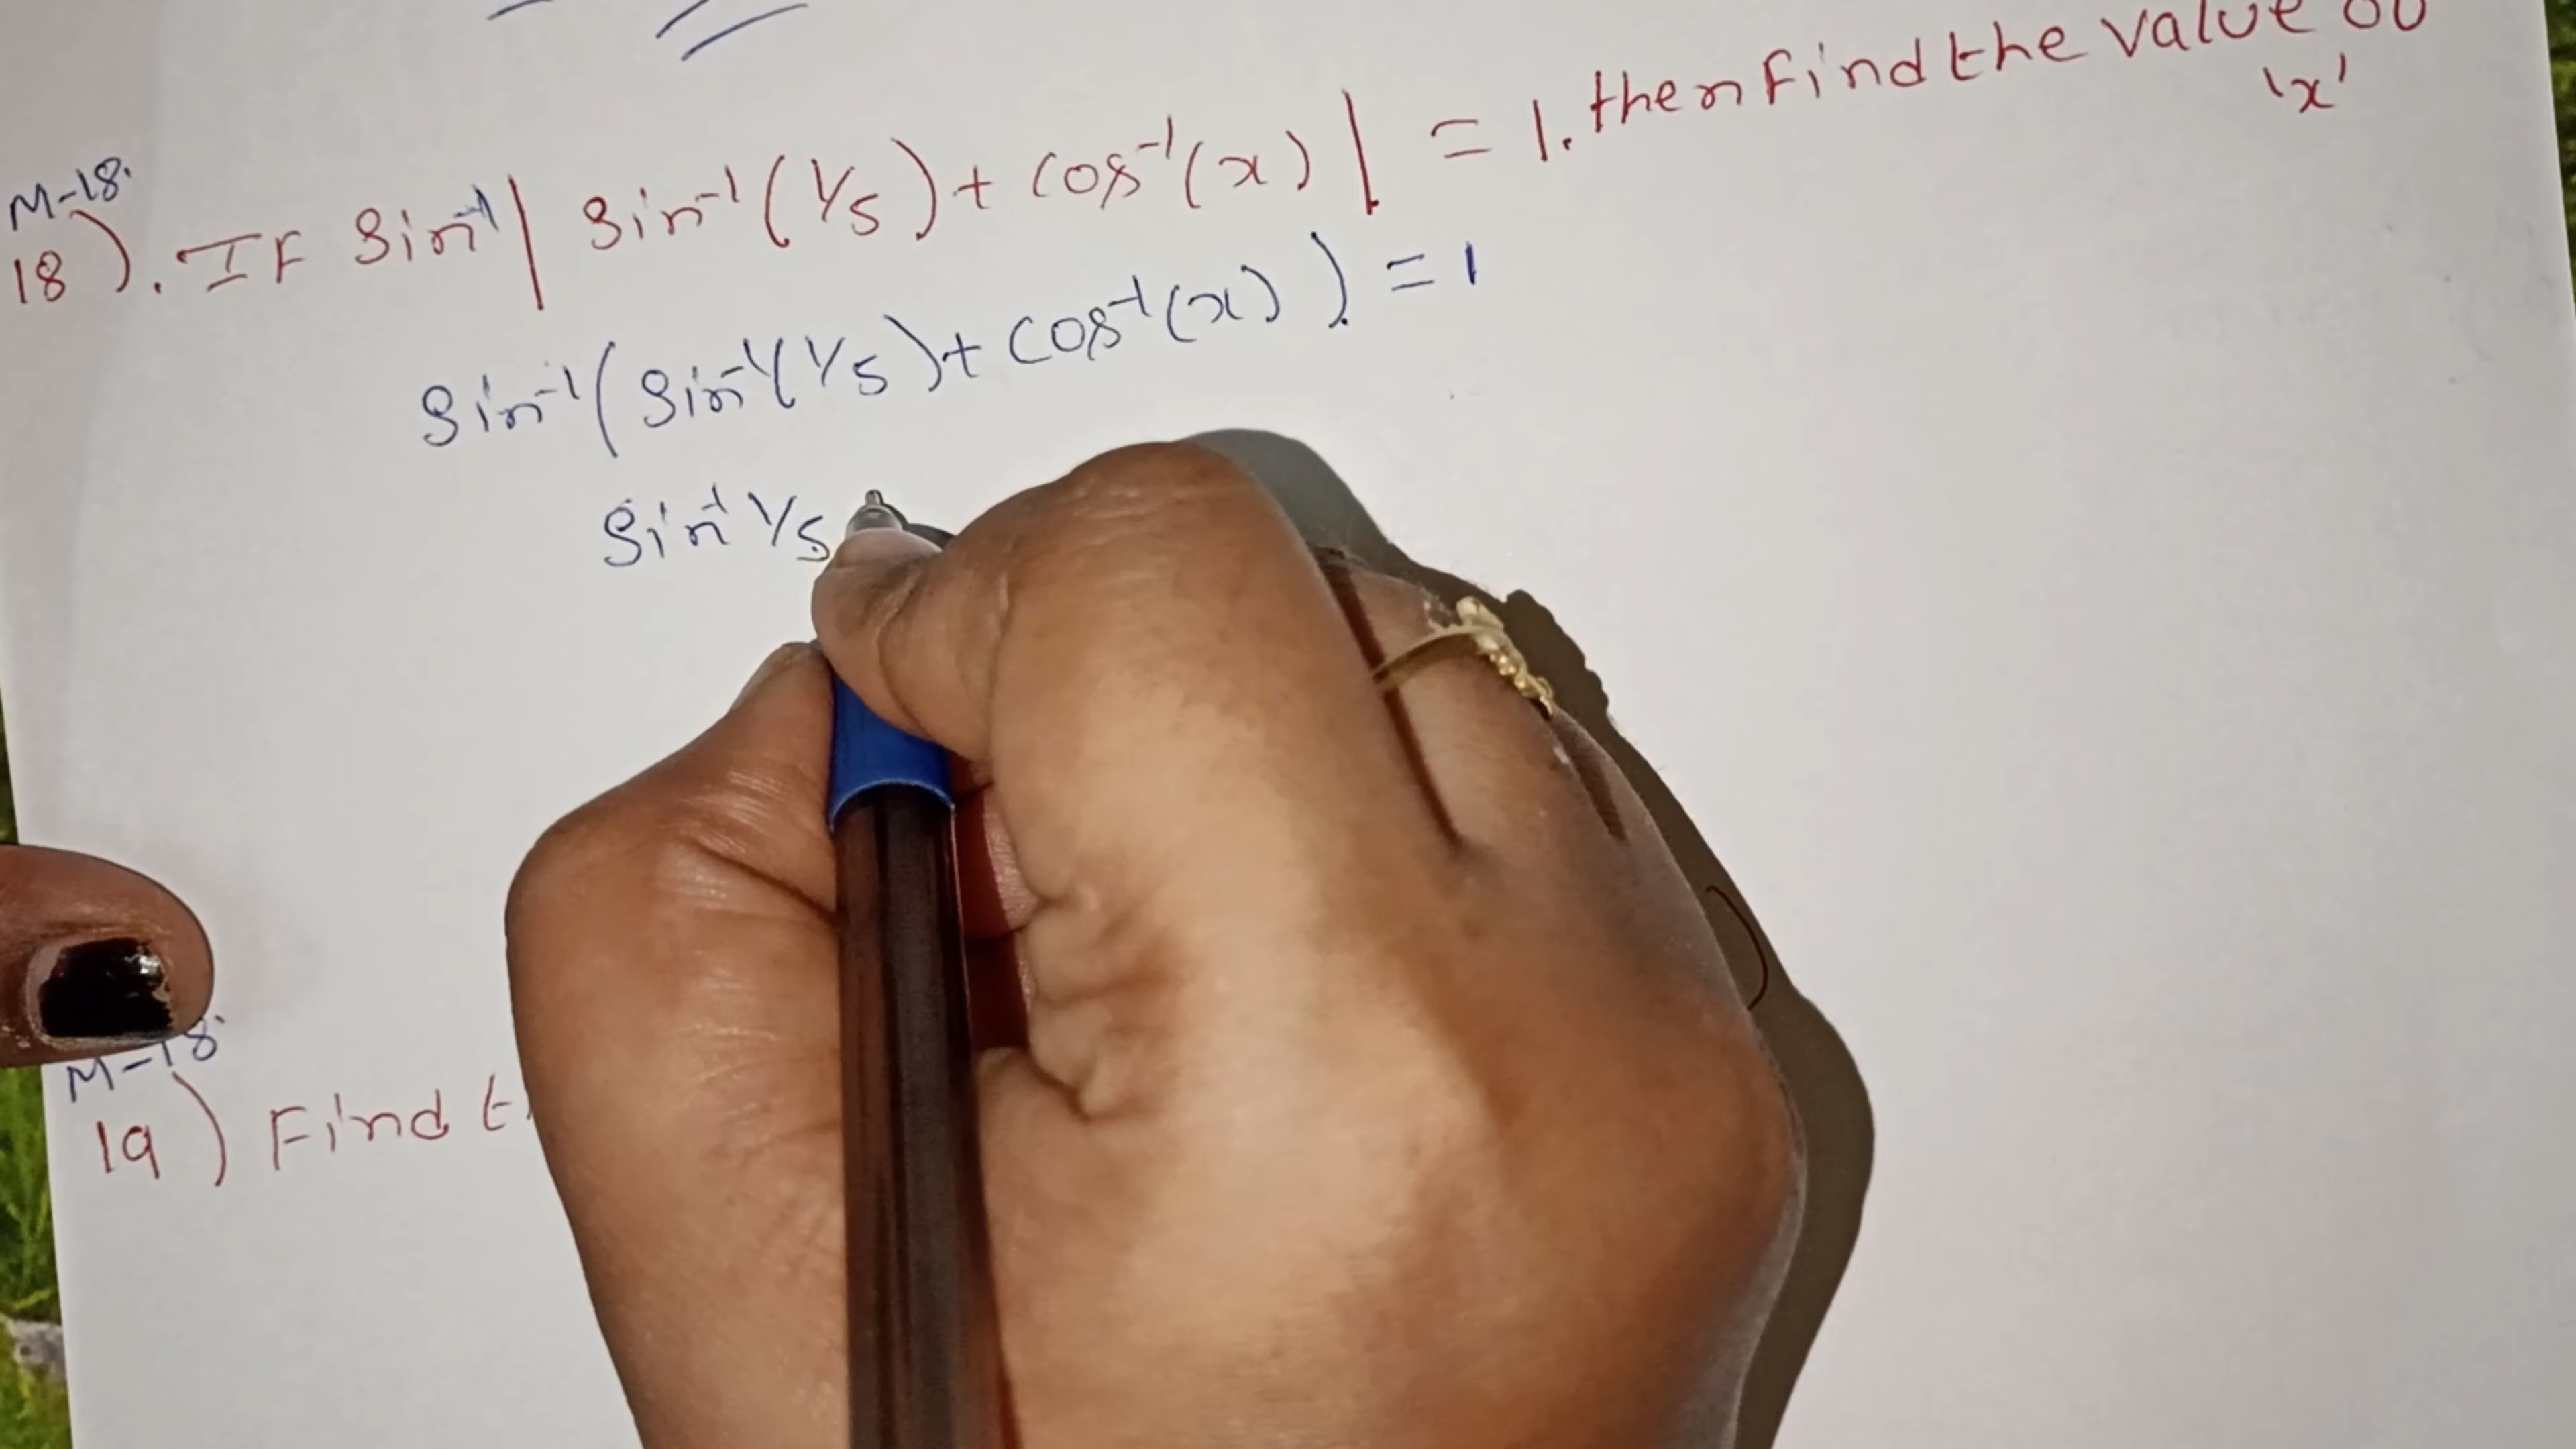 M-18.
18). If sin⁻¹| sin⁻¹(1/5) + cos⁻¹(x) | = 1. then Find the value of
'x'
sin⁻¹(sin⁻¹(1/5) + cos⁻¹(x)) = 1
sin⁻¹ 1/5
M-18.
19) Find